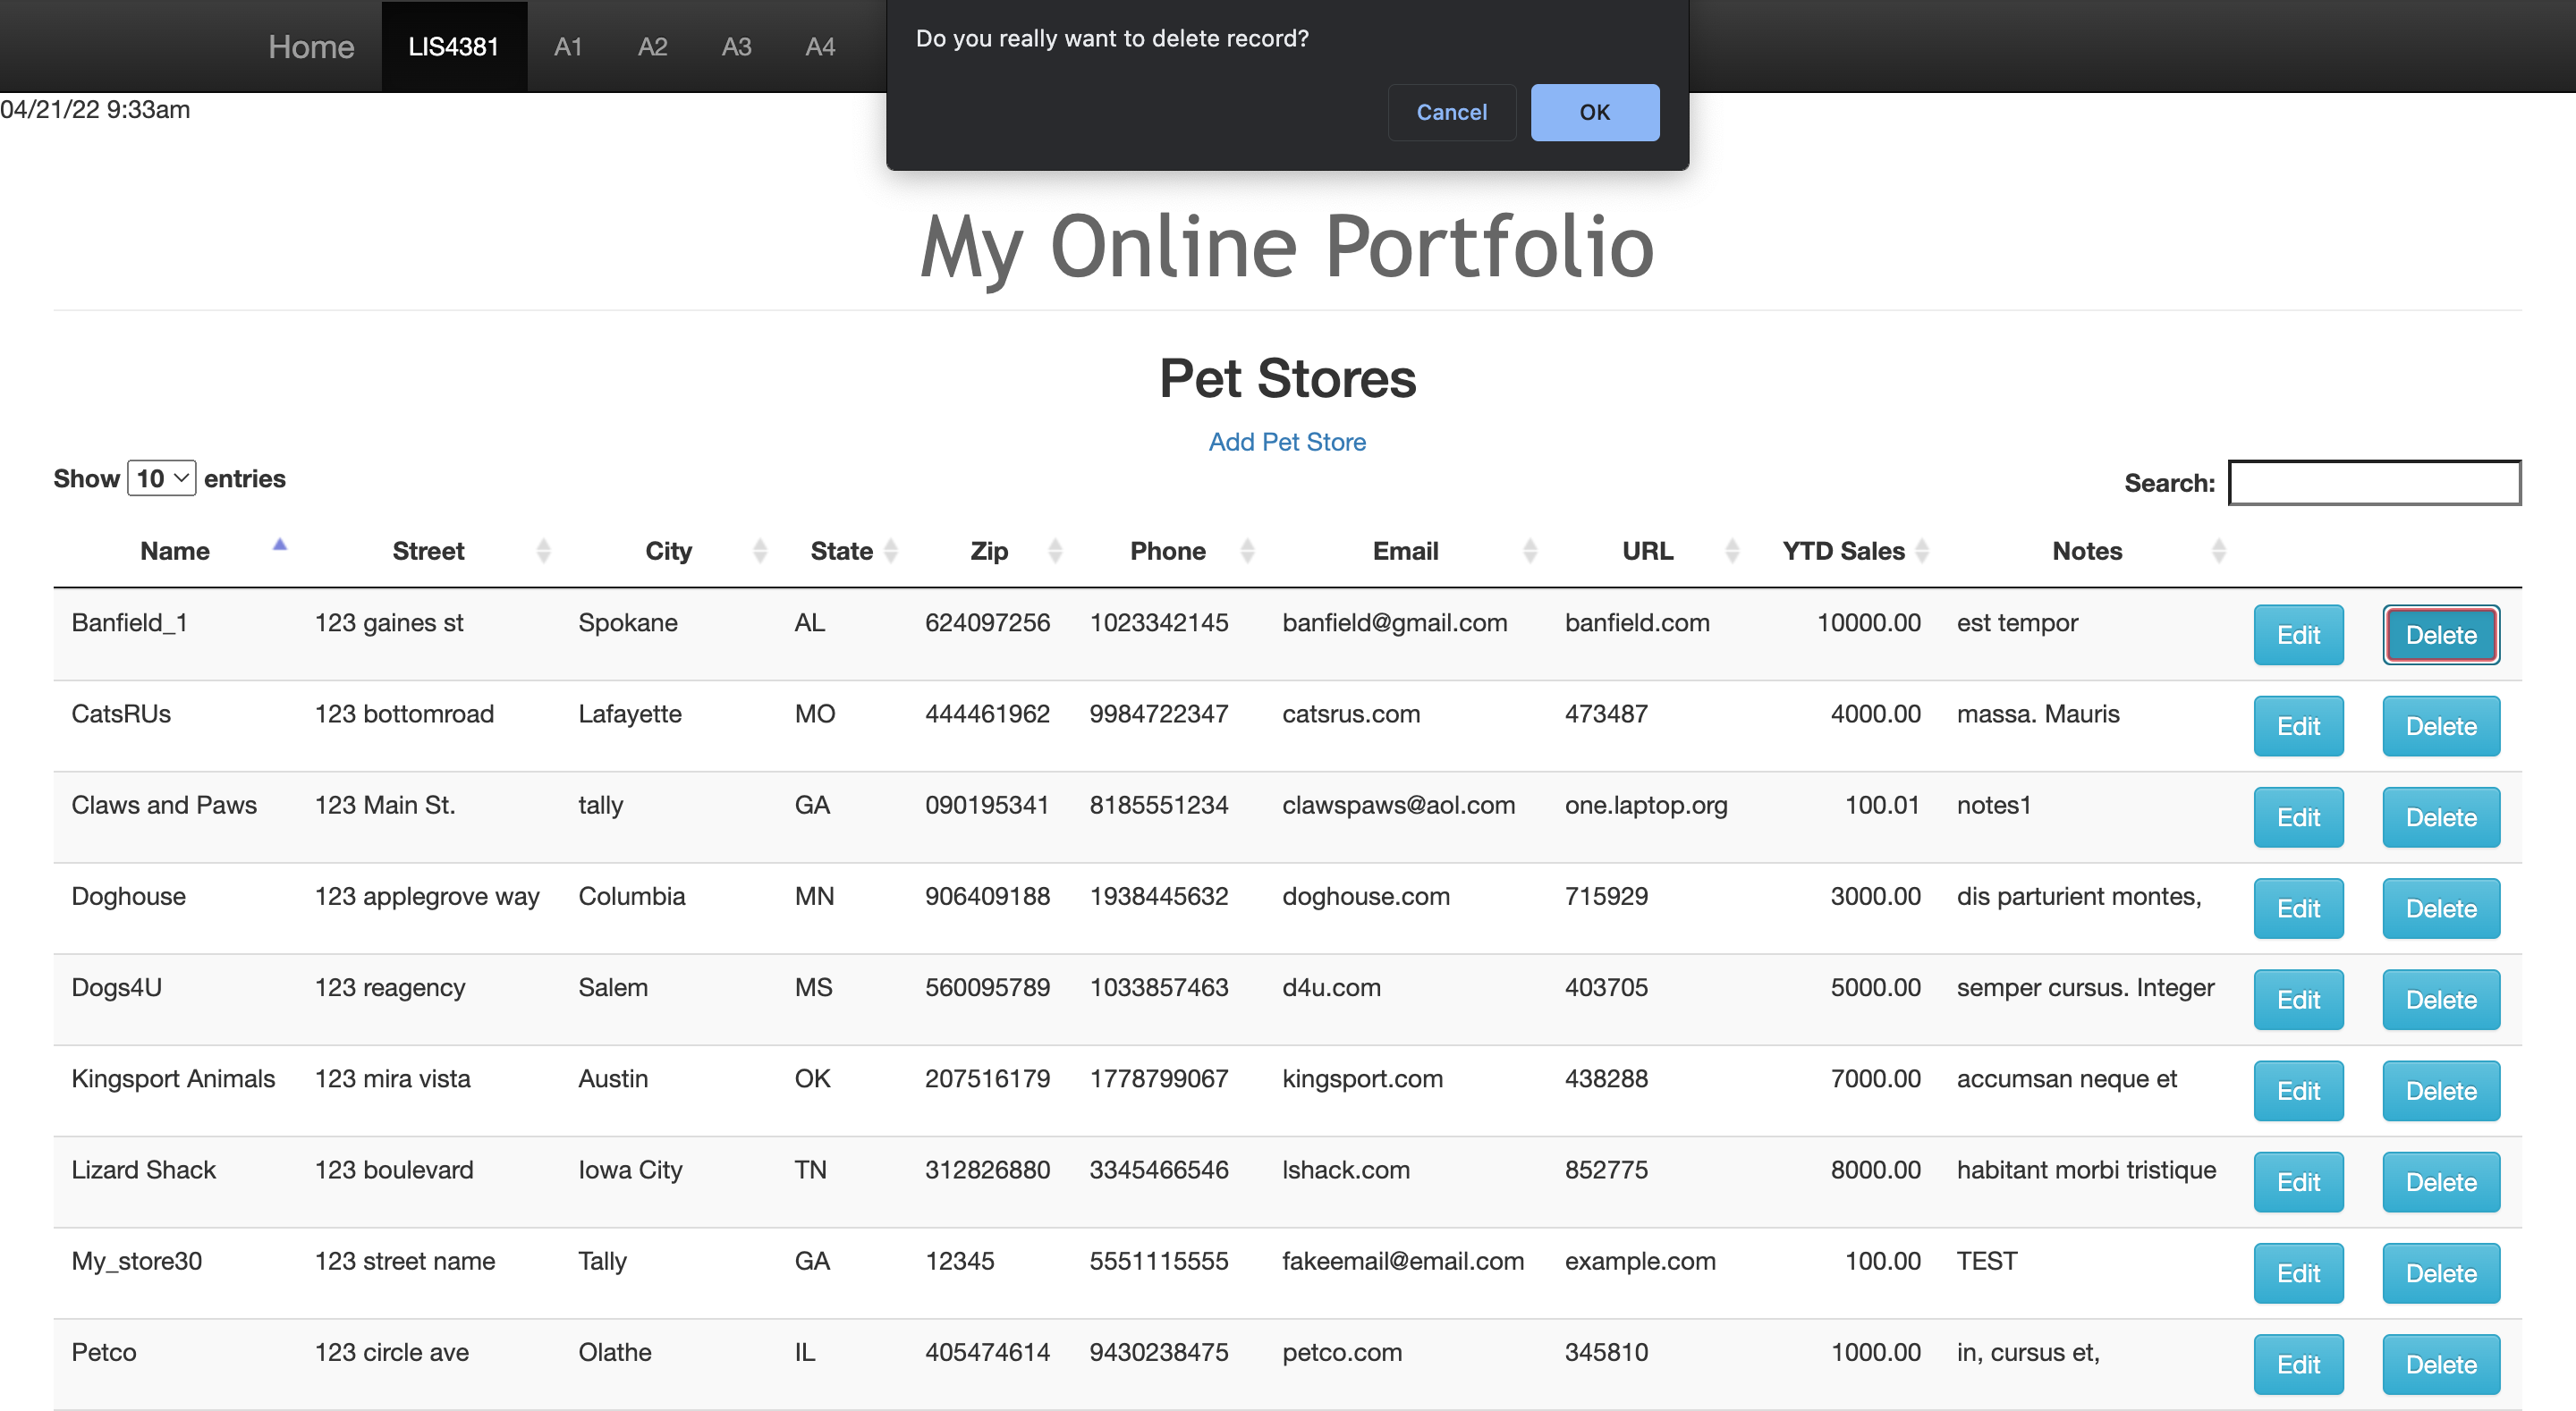 Home LIS4381 A1 A2 A3 A4
Do you really want to delete record?
Cancel OK
04/21/22 9:33am
My Online Portfolio
Pet Stores
Add Pet Store
Show 10 entries Search:
Name Street City State Zip Phone Email URL YTD Sales Notes
Banfield_1 123 gaines st Spokane AL 624097256 1023342145 banfield@gmail.com banfield.com 10000.00 est tempor Edit Delete
CatsRUs 123 bottomroad Lafayette MO 444461962 9984722347 catsrus.com 473487 4000.00 massa. Mauris Edit Delete
Claws and Paws 123 Main St. tally GA 090195341 8185551234 clawspaws@aol.com one.laptop.org 100.01 notes1 Edit Delete
Doghouse 123 applegrove way Columbia MN 906409188 1938445632 doghouse.com 715929 3000.00 dis parturient montes, Edit Delete
Dogs4U 123 reagency Salem MS 560095789 1033857463 d4u.com 403705 5000.00 semper cursus. Integer Edit Delete
Kingsport Animals 123 mira vista Austin OK 207516179 1778799067 kingsport.com 438288 7000.00 accumsan neque et Edit Delete
Lizard Shack 123 boulevard Iowa City TN 312826880 3345466546 lshack.com 852775 8000.00 habitant morbi tristique Edit Delete
My_store30 123 street name Tally GA 12345 5551115555 fakeemail@email.com example.com 100.00 TEST Edit Delete
Petco 123 circle ave Olathe IL 405474614 9430238475 petco.com 345810 1000.00 in, cursus et, Edit Delete